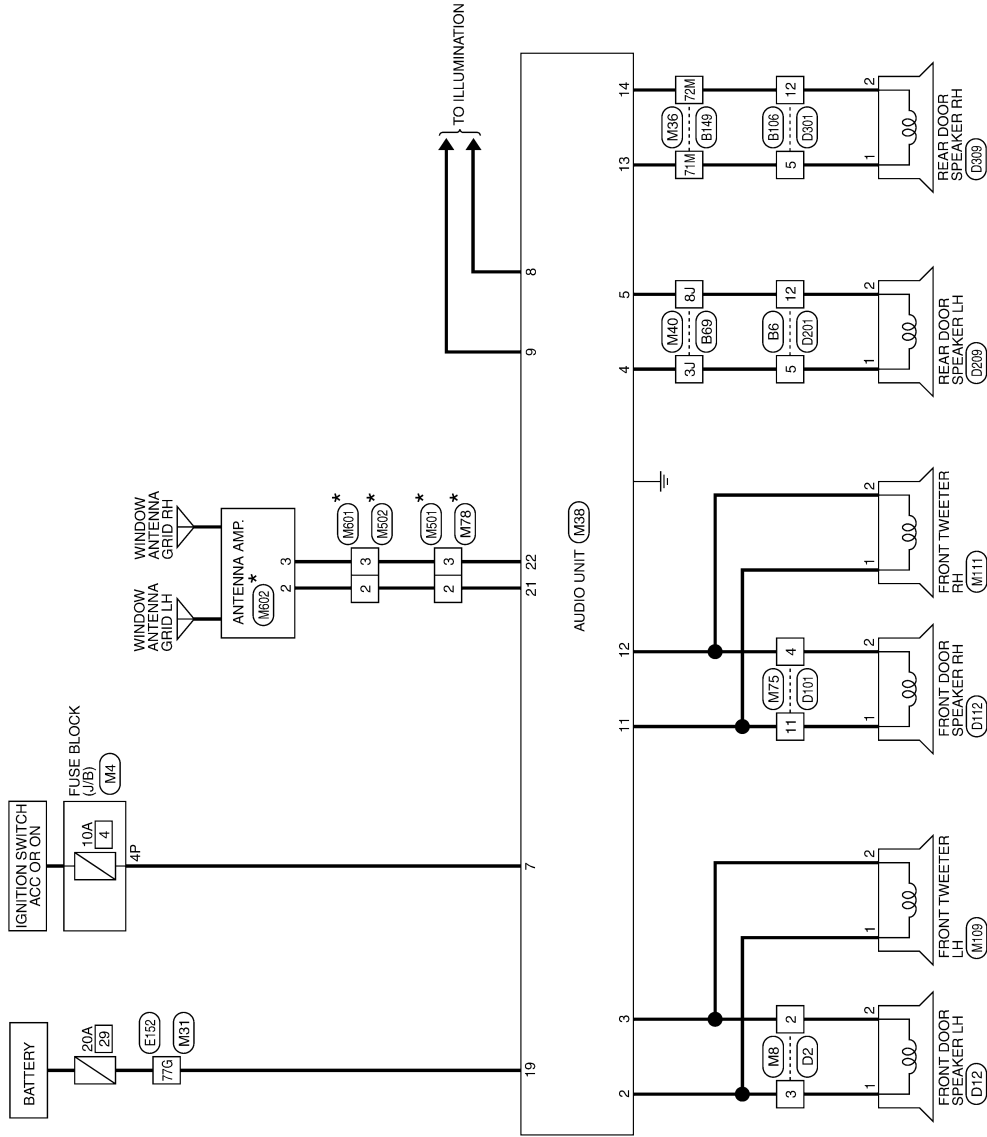 BATTERY
20A
29
E152
77G
M31
19
IGNITION SWITCH
ACC OR ON
FUSE BLOCK
(J/B)
M4
10A
4
4P
7
WINDOW
ANTENNA
GRID LH
WINDOW
ANTENNA
GRID RH
ANTENNA AMP.
M602
*
2
3
M601
*
2
3
M502
*
M501
*
2
3
M78
*
21
22
TO ILLUMINATION
9
8
AUDIO UNIT
M38
2
3
M8
3
2
D2
1
2
FRONT DOOR
SPEAKER LH
D12
1
2
FRONT TWEETER
LH
M109
11
12
M75
11
4
D101
1
2
FRONT DOOR
SPEAKER RH
D112
1
2
FRONT TWEETER
RH
M111
4
5
M40
3J
8J
B69
B6
5
12
D201
1
2
REAR DOOR
SPEAKER LH
D209
13
14
M36
71M
72M
B149
B106
5
12
D301
1
2
REAR DOOR
SPEAKER RH
D309